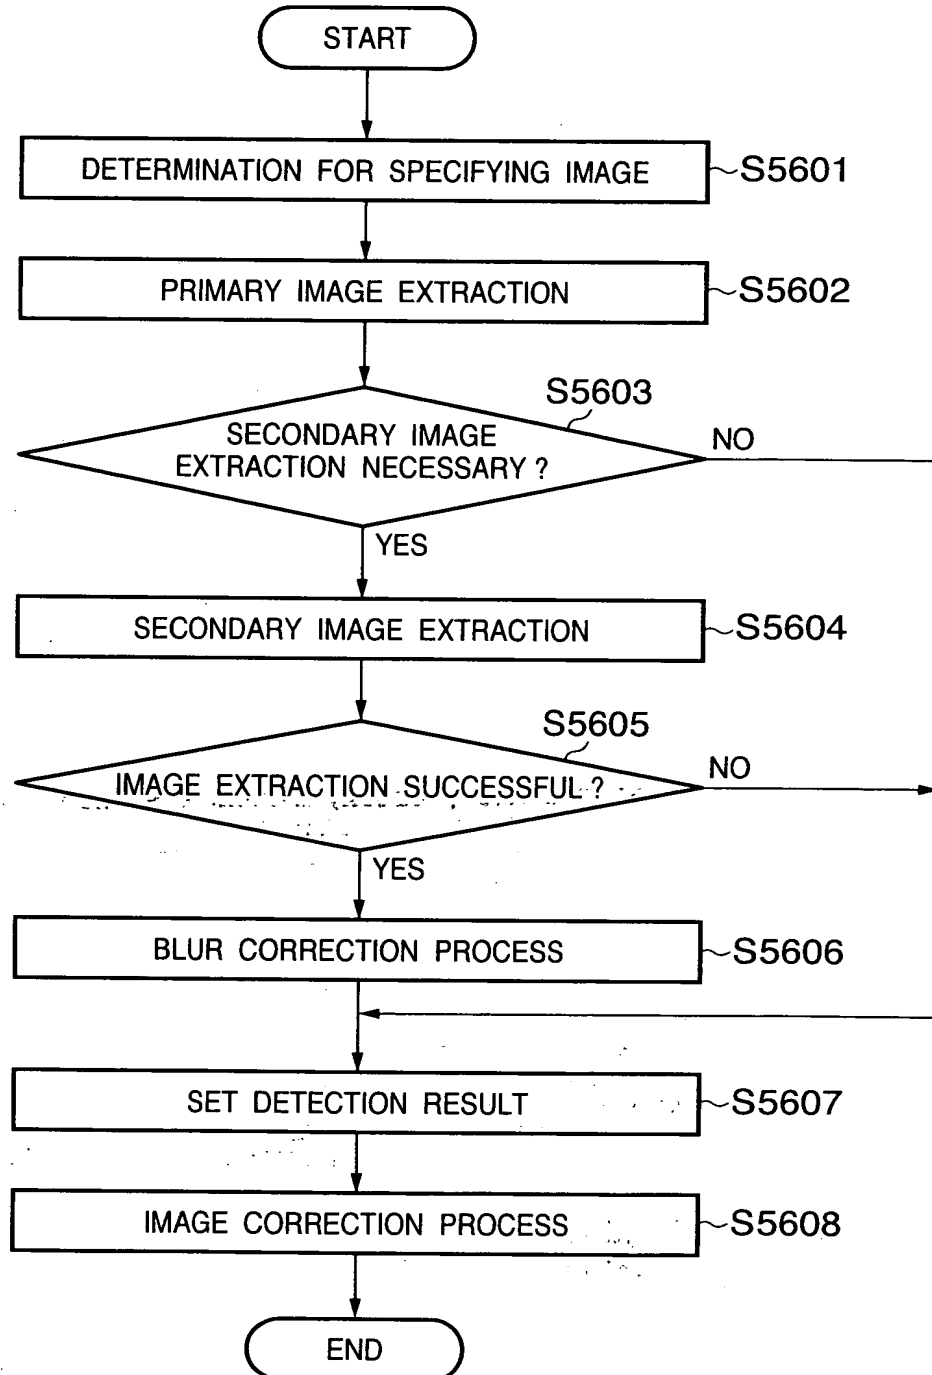 START
DETERMINATION FOR SPECIFYING IMAGE
S5601
PRIMARY IMAGE EXTRACTION
S5602
S5603
SECONDARY IMAGE
EXTRACTION NECESSARY ?
NO
YES
SECONDARY IMAGE EXTRACTION
S5604
S5605
IMAGE EXTRACTION SUCCESSFUL ?
NO
YES
BLUR CORRECTION PROCESS
S5606
SET DETECTION RESULT
S5607
IMAGE CORRECTION PROCESS
S5608
END